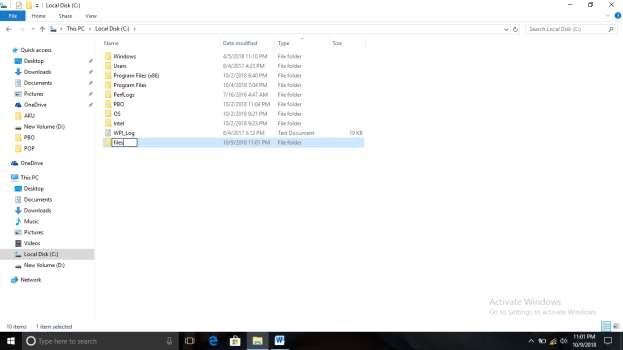 Local Disk (C:)
File Home Share View
This PC > Local Disk (C:) >
Search Local Disk (C:)
Name Date modified Type Size
Quick access
Desktop
Downloads
Documents
Pictures
OneDrive
AKU
New Volume (D:)
PBO
POF
OneDrive
This PC
Desktop
Documents
Downloads
Music
Pictures
Videos
Local Disk (C:)
New Volume (D:)
Network
Windows 4/5/2018 11:10 PM File folder
Users 8/4/2017 4:23 PM File folder
Program Files (x86) 10/2/2018 9:40 PM File folder
Program Files 10/4/2018 7:04 PM File folder
PerfLogs 7/16/2016 4:47 AM File folder
PBO 10/2/2018 11:04 PM File folder
OS 10/2/2018 9:21 PM File folder
Intel 10/2/2018 9:23 PM File folder
WPI_Log 8/4/2017 5:12 PM Text Document 19 KB
files 10/9/2018 11:01 PM File folder
Activate Windows
Go to Settings to activate Windows.
10 items 1 item selected
Type here to search
11:01 PM
10/9/2018